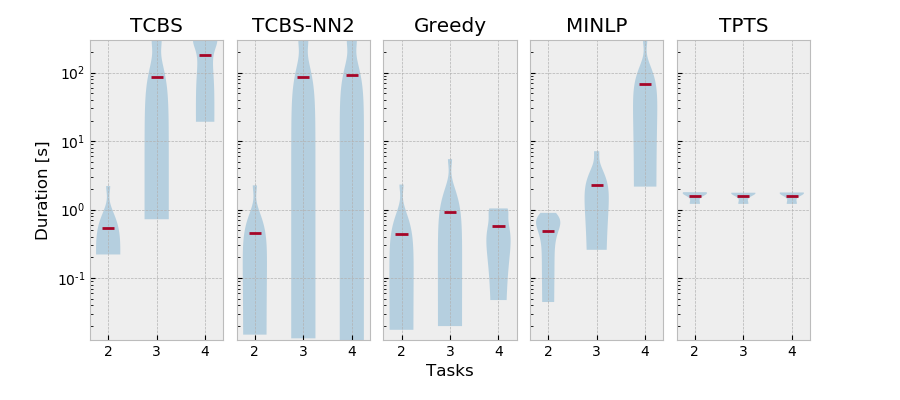 TCBS TCBS-NN2 Greedy MINLP TPTS
10²
10¹
10⁰
10⁻¹
Duration [s]
2 3 4 2 3 4 2 3 4 2 3 4 2 3 4
Tasks